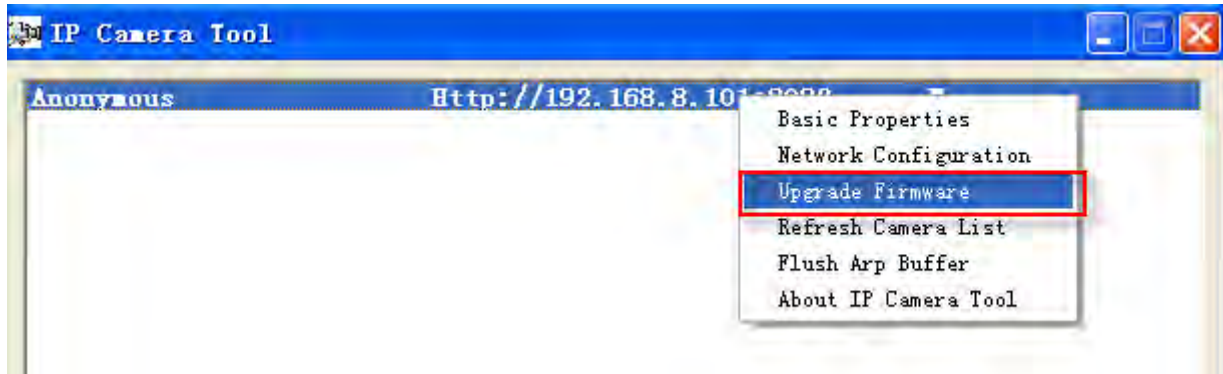 IP Camera Tool
Anonymous Http://192.168.8.101
Basic Properties
Network Configuration
Upgrade Firmware
Refresh Camera List
Flush Arp Buffer
About IP Camera Tool